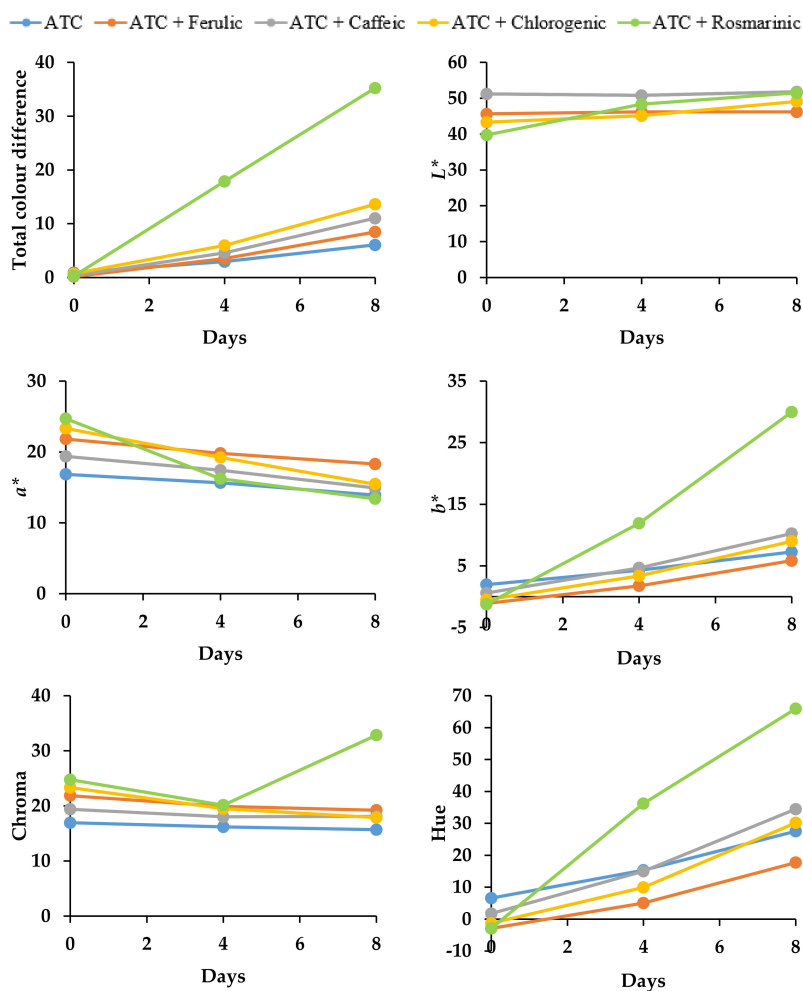 ATC ATC + Ferulic ATC + Caffeic ATC + Chlorogenic ATC + Rosmarinic
Total colour difference
40
30
20
10
0
0 2 4 6 8
Days
L*
60
50
40
30
20
10
0
0 2 4 6 8
Days
a*
30
20
10
0
0 2 4 6 8
Days
b*
35
25
15
5
-5
0 2 4 6 8
Days
Chroma
40
30
20
10
0
0 2 4 6 8
Days
Hue
70
60
50
40
30
20
10
0
-10
0 2 4 6 8
Days